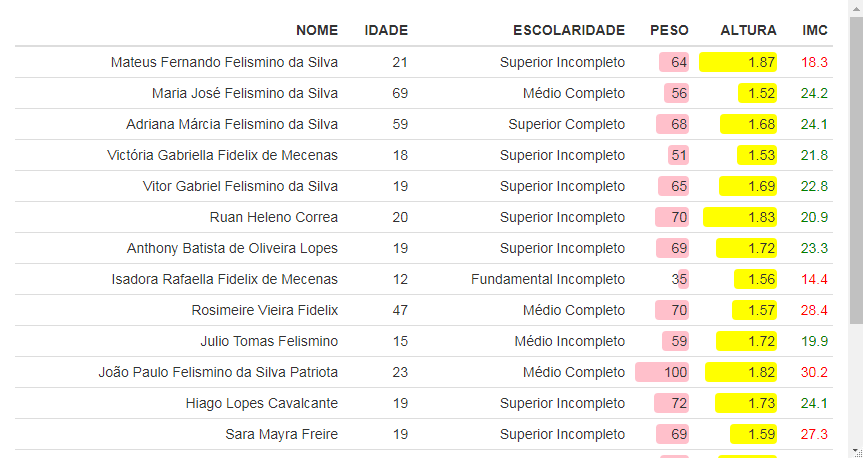 NOME IDADE ESCOLARIDADE PESO ALTURA IMC
Mateus Fernando Felismino da Silva 21 Superior Incompleto 64 1.87 18.3
Maria José Felismino da Silva 69 Médio Completo 56 1.52 24.2
Adriana Márcia Felismino da Silva 59 Superior Completo 68 1.68 24.1
Victória Gabriella Fidelix de Mecenas 18 Superior Incompleto 51 1.53 21.8
Vitor Gabriel Felismino da Silva 19 Superior Incompleto 65 1.69 22.8
Ruan Heleno Correa 20 Superior Incompleto 70 1.83 20.9
Anthony Batista de Oliveira Lopes 19 Superior Incompleto 69 1.72 23.3
Isadora Rafaella Fidelix de Mecenas 12 Fundamental Incompleto 35 1.56 14.4
Rosimeire Vieira Fidelix 47 Médio Completo 70 1.57 28.4
Julio Tomas Felismino 15 Médio Incompleto 59 1.72 19.9
João Paulo Felismino da Silva Patriota 23 Médio Completo 100 1.82 30.2
Hiago Lopes Cavalcante 19 Superior Incompleto 72 1.73 24.1
Sara Mayra Freire 19 Superior Incompleto 69 1.59 27.3